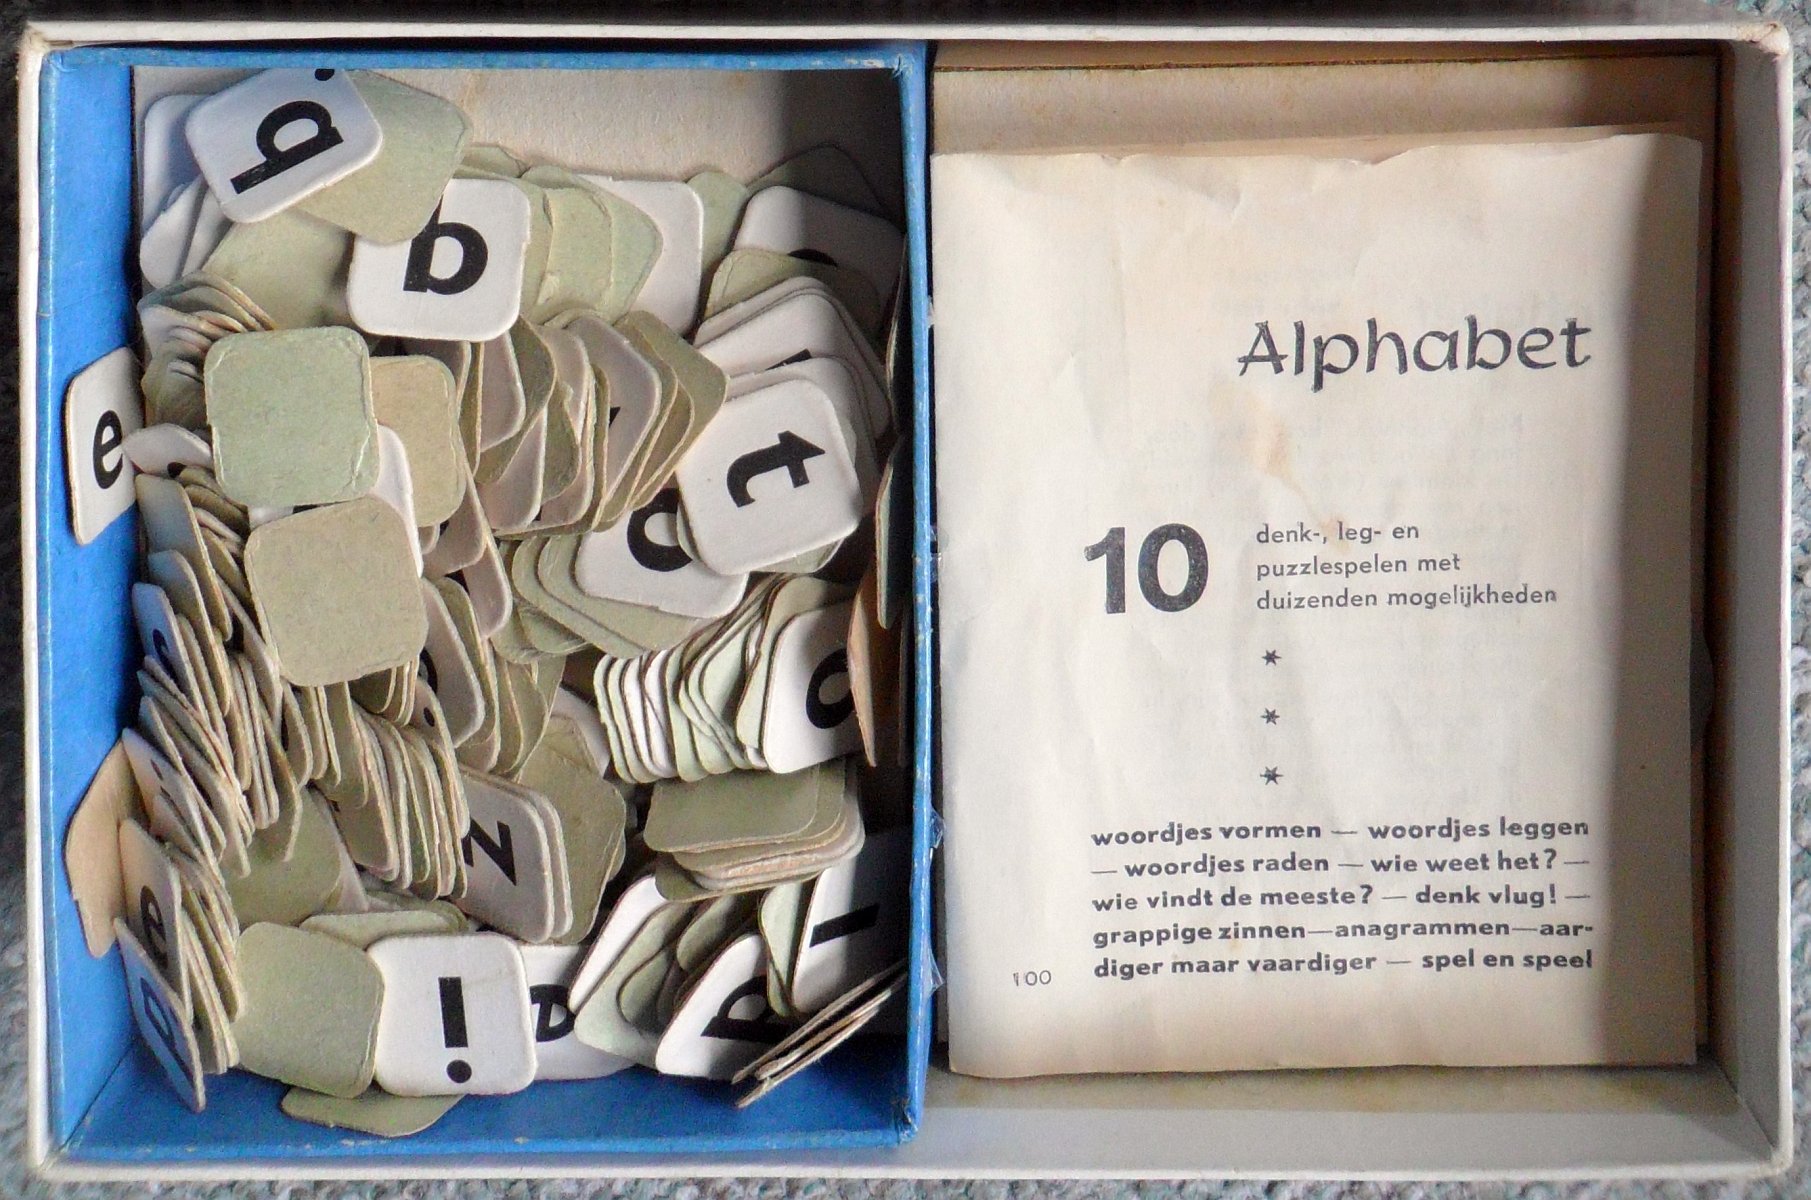 Alphabet
10
denk-, leg- en
puzzlespelen met
duizenden mogelijkheden
woordjes vormen — woordjes leggen
— woordjes raden — wie weet het? —
wie vindt de meeste? — denk vlug! —
grappige zinnen—anagrammen—aar-
diger maar vaardiger — spel en speel
100
b
e
t
z
!